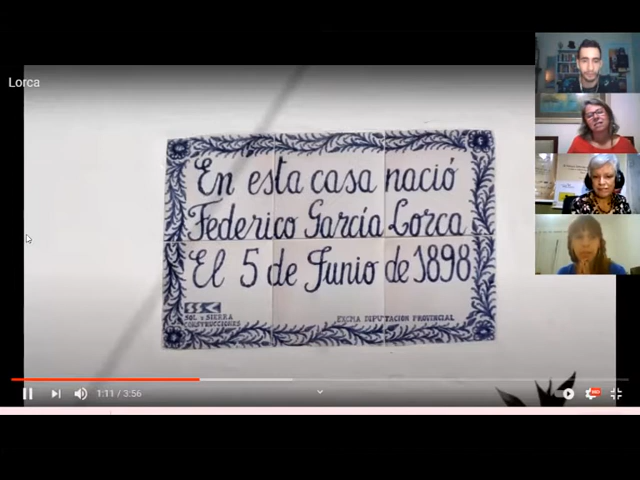 Lorca
En esta casa nació
Federico García Lorca
El 5 de Junio de 1898
SOL Y SIERRA
CONSTRUCCIONES
EXCMA DIPUTACION PROVINCIAL
1:11 / 3:56